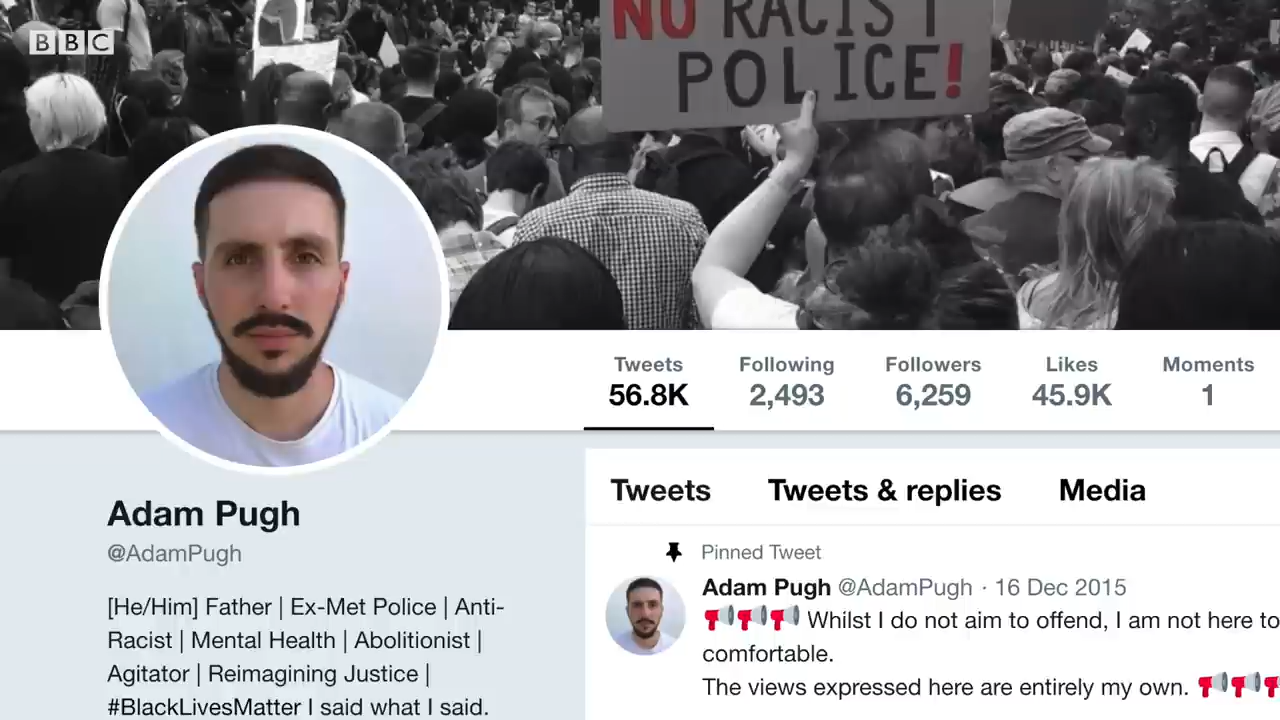 BBC
NO RACIST
POLICE!
Tweets
56.8K
Following
2,493
Followers
6,259
Likes
45.9K
Moments
1
Adam Pugh
@AdamPugh
[He/Him] Father | Ex-Met Police | Anti-
Racist | Mental Health | Abolitionist |
Agitator | Reimagining Justice |
#BlackLivesMatter I said what I said.
Tweets
Tweets & replies
Media
Pinned Tweet
Adam Pugh @AdamPugh · 16 Dec 2015
Whilst I do not aim to offend, I am not here to
comfortable.
The views expressed here are entirely my own.